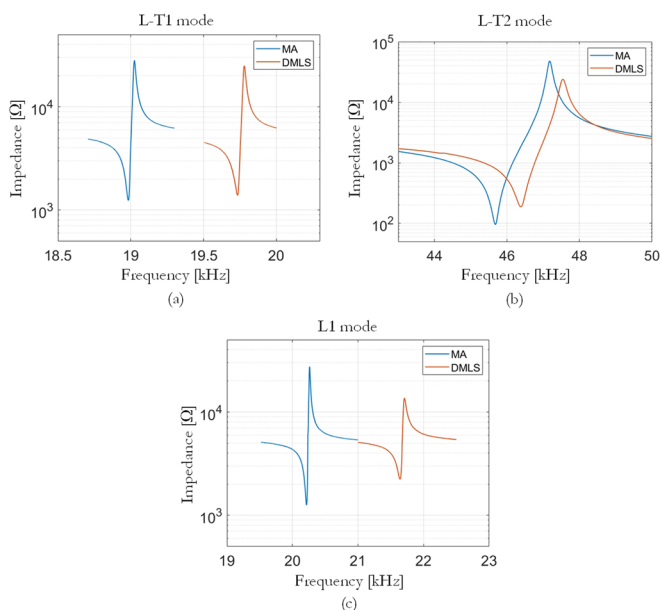 L-T1 mode
MA
DMLS
10^4
10^3
Impedance [Ω]
18.5 19 19.5 20
Frequency [kHz]
(a)
L-T2 mode
MA
DMLS
10^5
10^4
10^3
10^2
Impedance [Ω]
44 46 48 50
Frequency [kHz]
(b)
L1 mode
MA
DMLS
10^4
10^3
Impedance [Ω]
19 20 21 22 23
Frequency [kHz]
(c)